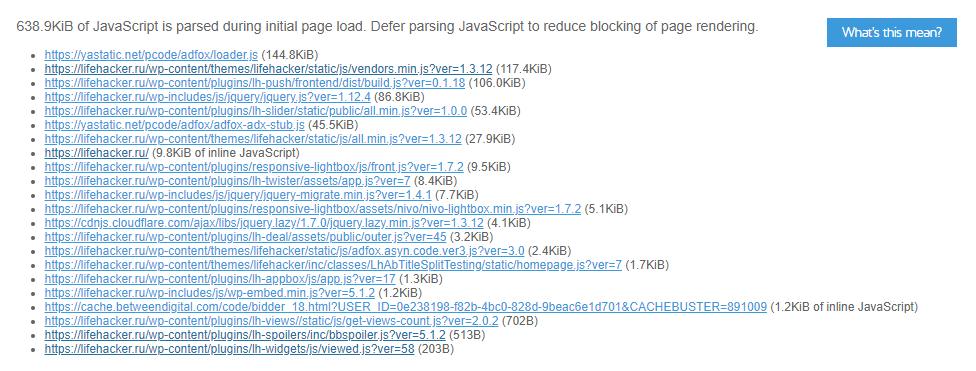 638.9KiB of JavaScript is parsed during initial page load. Defer parsing JavaScript to reduce blocking of page rendering.
What's this mean?
https://yastatic.net/pcode/adfox/loader.js (144.8KiB)
https://lifehacker.ru/wp-content/themes/lifehacker/static/js/vendors.min.js?ver=1.3.12 (117.4KiB)
https://lifehacker.ru/wp-content/plugins/lh-push/frontend/dist/build.js?ver=0.1.18 (106.0KiB)
https://lifehacker.ru/wp-includes/js/jquery/jquery.js?ver=1.12.4 (86.8KiB)
https://lifehacker.ru/wp-content/plugins/lh-slider/static/public/all.min.js?ver=1.0.0 (53.4KiB)
https://yastatic.net/pcode/adfox/adfox-adx-stub.js (45.5KiB)
https://lifehacker.ru/wp-content/themes/lifehacker/static/js/all.min.js?ver=1.3.12 (27.9KiB)
https://lifehacker.ru/ (9.8KiB of inline JavaScript)
https://lifehacker.ru/wp-content/plugins/responsive-lightbox/js/front.js?ver=1.7.2 (9.5KiB)
https://lifehacker.ru/wp-content/plugins/lh-twister/assets/app.js?ver=7 (8.4KiB)
https://lifehacker.ru/wp-includes/js/jquery/jquery-migrate.min.js?ver=1.4.1 (7.7KiB)
https://lifehacker.ru/wp-content/plugins/responsive-lightbox/assets/nivo/nivo-lightbox.min.js?ver=1.7.2 (5.1KiB)
https://cdnjs.cloudflare.com/ajax/libs/jquery.lazy/1.7.0/jquery.lazy.min.js?ver=1.3.12 (4.1KiB)
https://lifehacker.ru/wp-content/plugins/lh-deal/assets/public/outer.js?ver=45 (3.2KiB)
https://lifehacker.ru/wp-content/themes/lifehacker/static/js/adfox.asyn.code.ver3.js?ver=3.0 (2.4KiB)
https://lifehacker.ru/wp-content/themes/lifehacker/inc/classes/LhAbTitleSplitTesting/static/homepage.js?ver=7 (1.7KiB)
https://lifehacker.ru/wp-content/plugins/lh-appbox/js/app.js?ver=17 (1.3KiB)
https://lifehacker.ru/wp-includes/js/wp-embed.min.js?ver=5.1.2 (1.2KiB)
https://cache.betweendigital.com/code/bidder_18.html?USER_ID=0e238198-f82b-4bc0-828d-9beac6e1d701&CACHEBUSTER=891009 (1.2KiB of inline JavaScript)
https://lifehacker.ru/wp-content/plugins/lh-views//static/js/get-views-count.js?ver=2.0.2 (702B)
https://lifehacker.ru/wp-content/plugins/lh-spoilers/inc/bbspoiler.js?ver=5.1.2 (513B)
https://lifehacker.ru/wp-content/plugins/lh-widgets/js/viewed.js?ver=58 (203B)